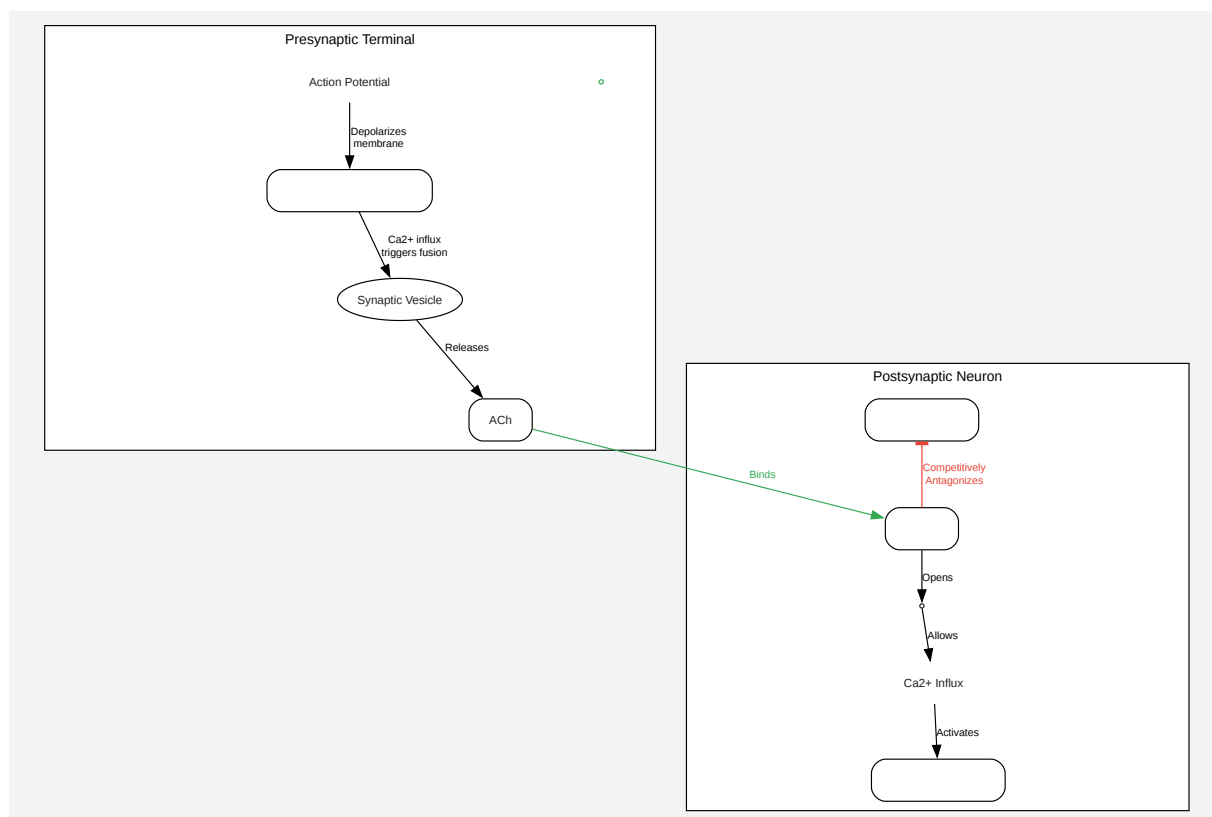 Presynaptic Terminal
Action Potential
Depolarizes
membrane
Ca2+ influx
triggers fusion
Synaptic Vesicle
Releases
ACh
Binds
Postsynaptic Neuron
Competitively
Antagonizes
Opens
Allows
Ca2+ Influx
Activates